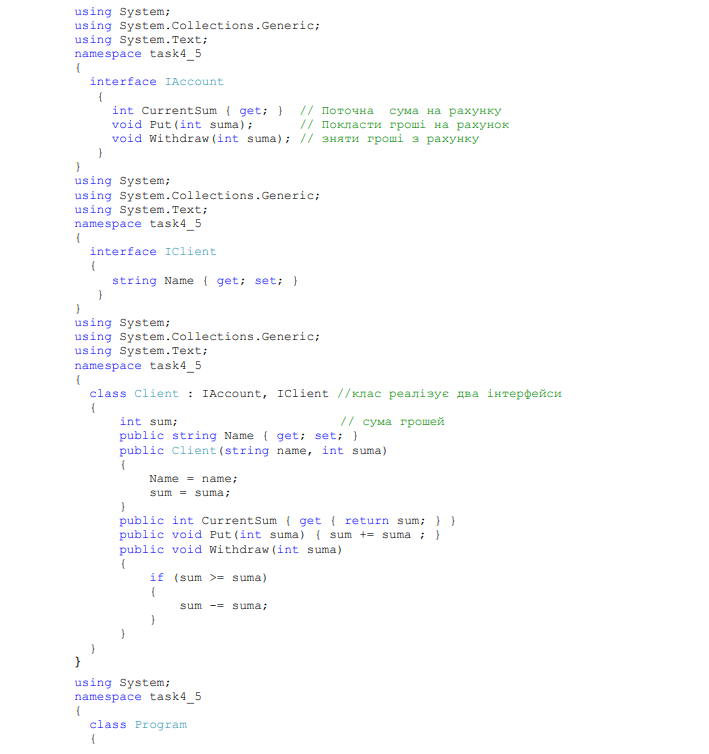 using System;
using System.Collections.Generic;
using System.Text;
namespace task4_5
{
interface IAccount
{
int CurrentSum { get; } // Поточна сума на рахунку
void Put(int suma); // Покласти гроші на рахунок
void Withdraw(int suma); // зняти гроші з рахунку
}
}
using System;
using System.Collections.Generic;
using System.Text;
namespace task4_5
{
interface IClient
{
string Name { get; set; }
}
}
using System;
using System.Collections.Generic;
using System.Text;
namespace task4_5
{
class Client : IAccount, IClient //клас реалізує два інтерфейси
{
int sum; // сума грошей
public string Name { get; set; }
public Client(string name, int suma)
{
Name = name;
sum = suma;
}
public int CurrentSum { get { return sum; } }
public void Put(int suma) { sum += suma ; }
public void Withdraw(int suma)
{
if (sum >= suma)
{
sum -= suma;
}
}
}
}
using System;
namespace task4_5
{
class Program
{